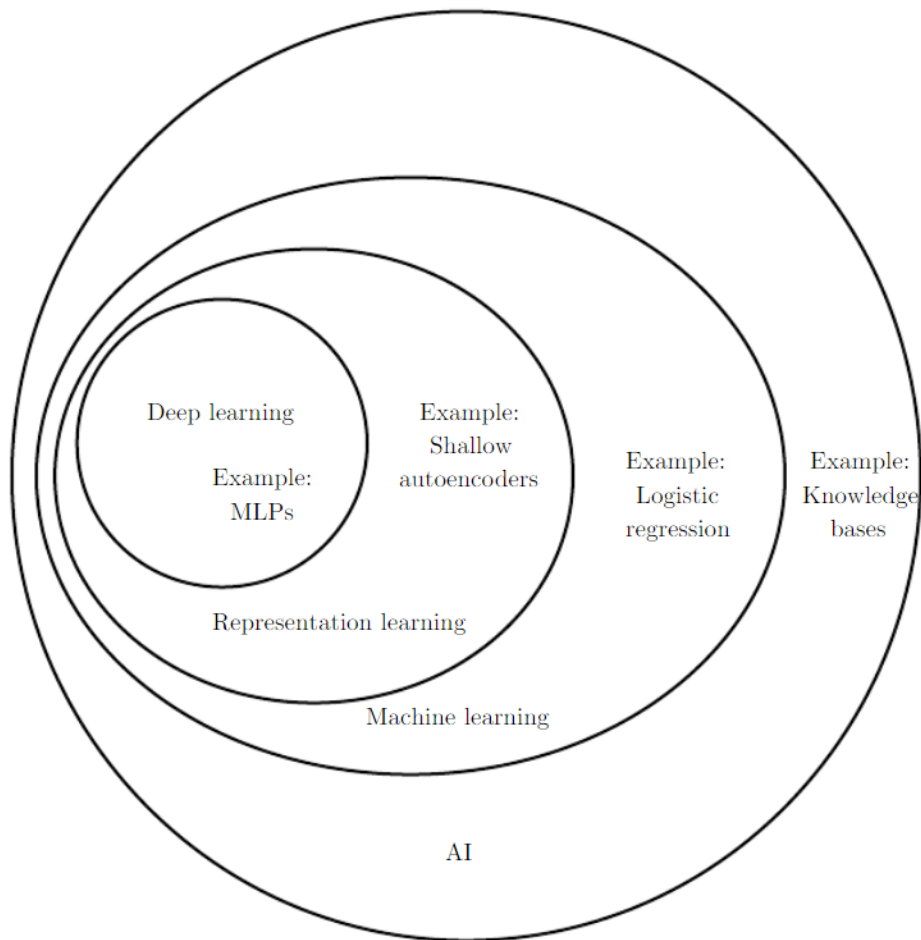 Deep learning
Example:
MLPs
Example:
Shallow
autoencoders
Example:
Logistic
regression
Example:
Knowledge
bases
Representation learning
Machine learning
AI